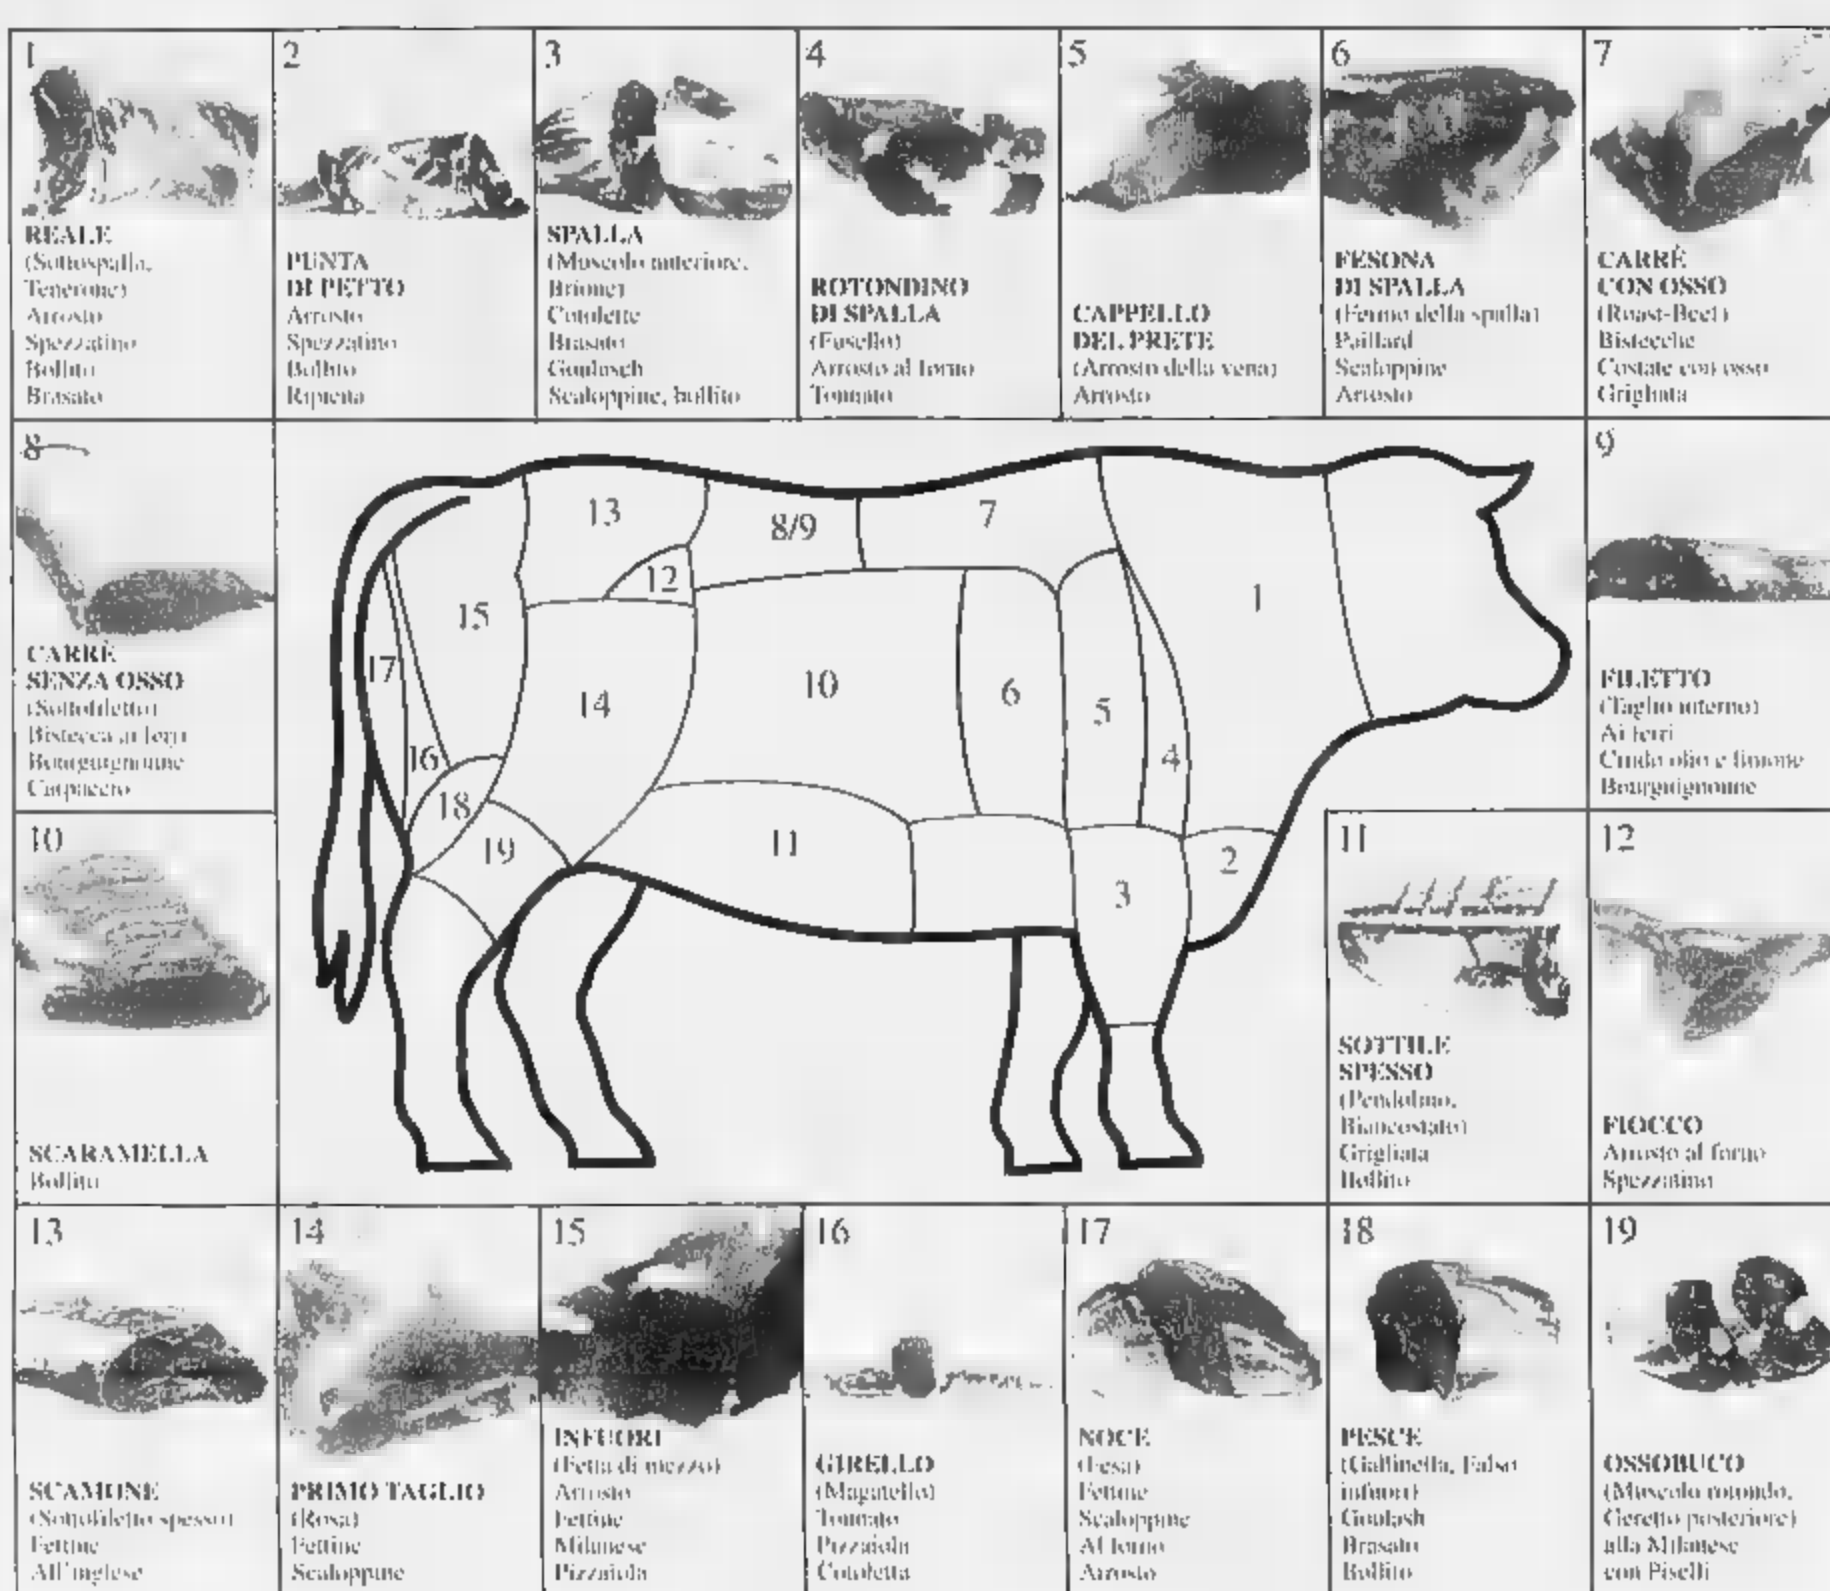 1
REALE
(Sottospalla,
Tenerone)
Arrosto
Spezzatino
Bollito
Brasato
2
PUNTA
DI PETTO
Arrosto
Spezzatino
Bollito
Ripiena
3
SPALLA
(Muscolo anteriore,
Brione)
Cotolette
Brasato
Goulasch
Scaloppine, bollito
4
ROTONDINO
DI SPALLA
(Fusello)
Arrosto al forno
Tonnato
5
CAPPELLO
DEL PRETE
(Arrosto della vena)
Arrosto
6
FESONA
DI SPALLA
(Fermo della spalla)
Paillard
Scaloppine
Arrosto
7
CARRÉ
CON OSSO
(Roast-Beef)
Bistecche
Costate con osso
Grigliata
8
CARRÉ
SENZA OSSO
(Sottofiletto)
Bistecca ai ferri
Bourguignonne
Carpaccio
13
8/9
7
12
1
15
17
10
6
14
5
16
4
18
11
19
2
3
9
FILETTO
(Taglio interno)
Ai ferri
Crudo olio e limone
Bourguignonne
10
SCARAMELLA
Bollito
11
SOTTILE
SPESSO
(Pendolino,
Biancostato)
Grigliata
Bollito
12
FIOCCO
Arrosto al forno
Spezzatino
13
SCAMONE
(Sottofiletto spesso)
Fettine
All'inglese
14
PRIMO TAGLIO
(Rosa)
Fettine
Scaloppine
15
INFUORI
(Fetta di mezzo)
Arrosto
Fettine
Milanese
Pizzaiola
16
GIRELLO
(Magatello)
Tonnato
Pizzaiola
Cotoletta
17
NOCE
(Fesa)
Fettine
Scaloppine
Al forno
Arrosto
18
PESCE
(Gallinella, Falso
infuori)
Goulash
Brasato
Bollito
19
OSSOBUCO
(Muscolo rotondo,
Geretto posteriore)
alla Milanese
con Piselli